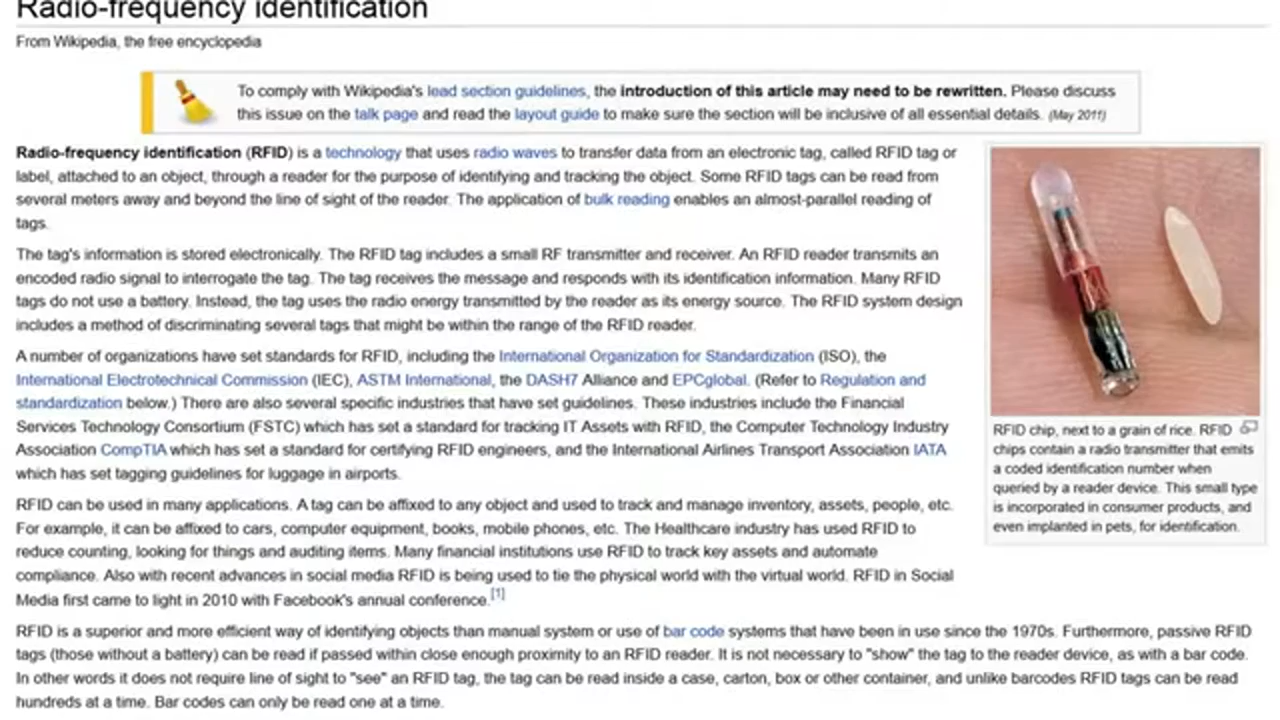 Radio-frequency identification
From Wikipedia, the free encyclopedia
To comply with Wikipedia's lead section guidelines, the introduction of this article may need to be rewritten. Please discuss
this issue on the talk page and read the layout guide to make sure the section will be inclusive of all essential details. (May 2011)
Radio-frequency identification (RFID) is a technology that uses radio waves to transfer data from an electronic tag, called RFID tag or
label, attached to an object, through a reader for the purpose of identifying and tracking the object. Some RFID tags can be read from
several meters away and beyond the line of sight of the reader. The application of bulk reading enables an almost-parallel reading of
tags.
The tag's information is stored electronically. The RFID tag includes a small RF transmitter and receiver. An RFID reader transmits an
encoded radio signal to interrogate the tag. The tag receives the message and responds with its identification information. Many RFID
tags do not use a battery. Instead, the tag uses the radio energy transmitted by the reader as its energy source. The RFID system design
includes a method of discriminating several tags that might be within the range of the RFID reader.
A number of organizations have set standards for RFID, including the International Organization for Standardization (ISO), the
International Electrotechnical Commission (IEC), ASTM International, the DASH7 Alliance and EPCglobal. (Refer to Regulation and
standardization below.) There are also several specific industries that have set guidelines. These industries include the Financial
Services Technology Consortium (FSTC) which has set a standard for tracking IT Assets with RFID, the Computer Technology Industry
Association CompTIA which has set a standard for certifying RFID engineers, and the International Airlines Transport Association IATA
which has set tagging guidelines for luggage in airports.
RFID can be used in many applications. A tag can be affixed to any object and used to track and manage inventory, assets, people, etc.
For example, it can be affixed to cars, computer equipment, books, mobile phones, etc. The Healthcare industry has used RFID to
reduce counting, looking for things and auditing items. Many financial institutions use RFID to track key assets and automate
compliance. Also with recent advances in social media RFID is being used to tie the physical world with the virtual world. RFID in Social
Media first came to light in 2010 with Facebook's annual conference.[1]
RFID is a superior and more efficient way of identifying objects than manual system or use of bar code systems that have been in use since the 1970s. Furthermore, passive RFID
tags (those without a battery) can be read if passed within close enough proximity to an RFID reader. It is not necessary to "show" the tag to the reader device, as with a bar code.
In other words it does not require line of sight to "see" an RFID tag, the tag can be read inside a case, carton, box or other container, and unlike barcodes RFID tags can be read
hundreds at a time. Bar codes can only be read one at a time.
RFID chip, next to a grain of rice. RFID
chips contain a radio transmitter that emits
a coded identification number when
queried by a reader device. This small type
is incorporated in consumer products, and
even implanted in pets, for identification.